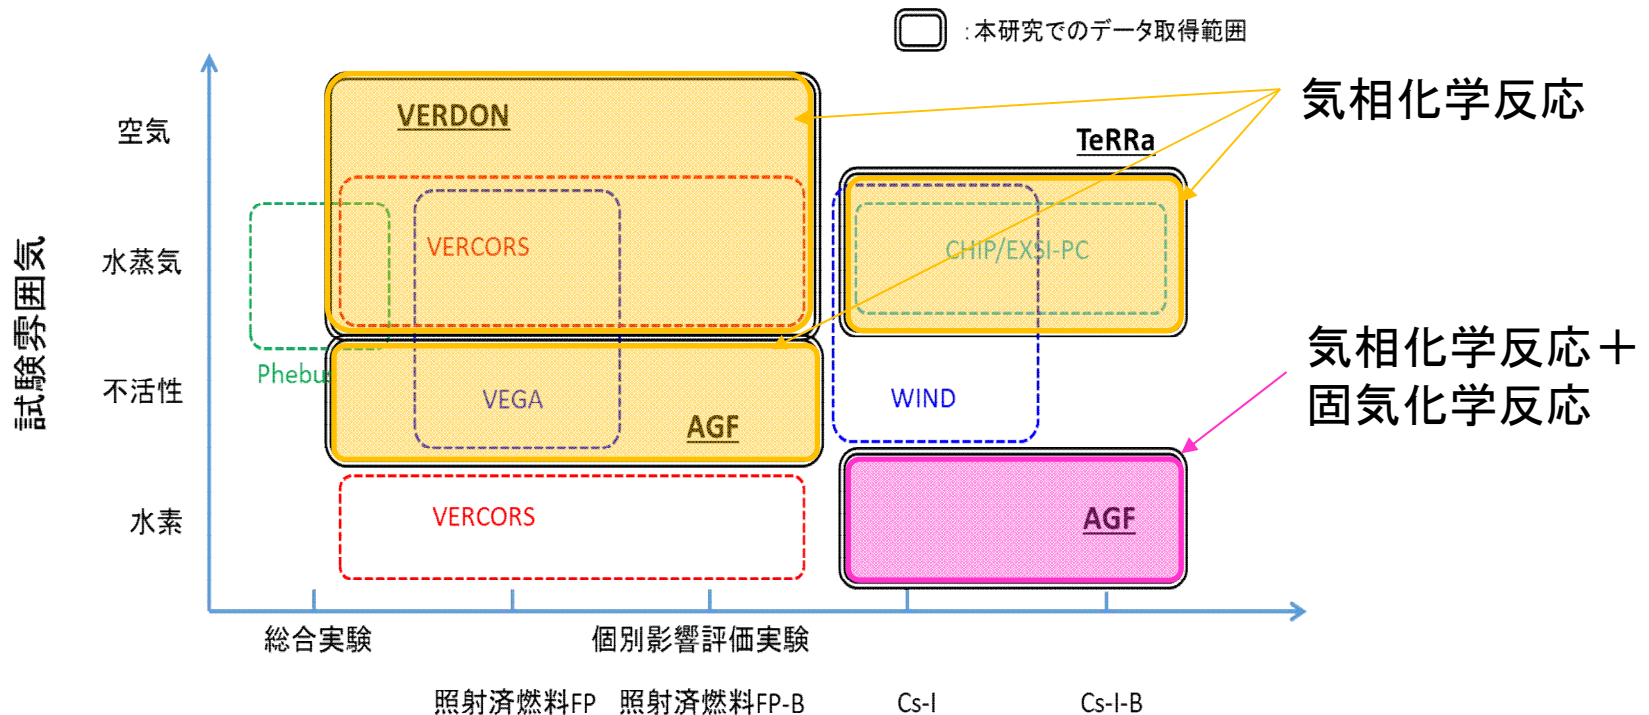 :本研究でのデータ取得範囲
気相化学反応
VERDON
空気
TeRRa
試験雰囲気
水蒸気
VERCORS
CHIP/EXSI-PC
気相化学反応＋
固気化学反応
Phebu
不活性
VEGA
WIND
AGF
水素
VERCORS
AGF
総合実験
個別影響評価実験
照射済燃料FP
照射済燃料FP-B
Cs-I
Cs-I-B